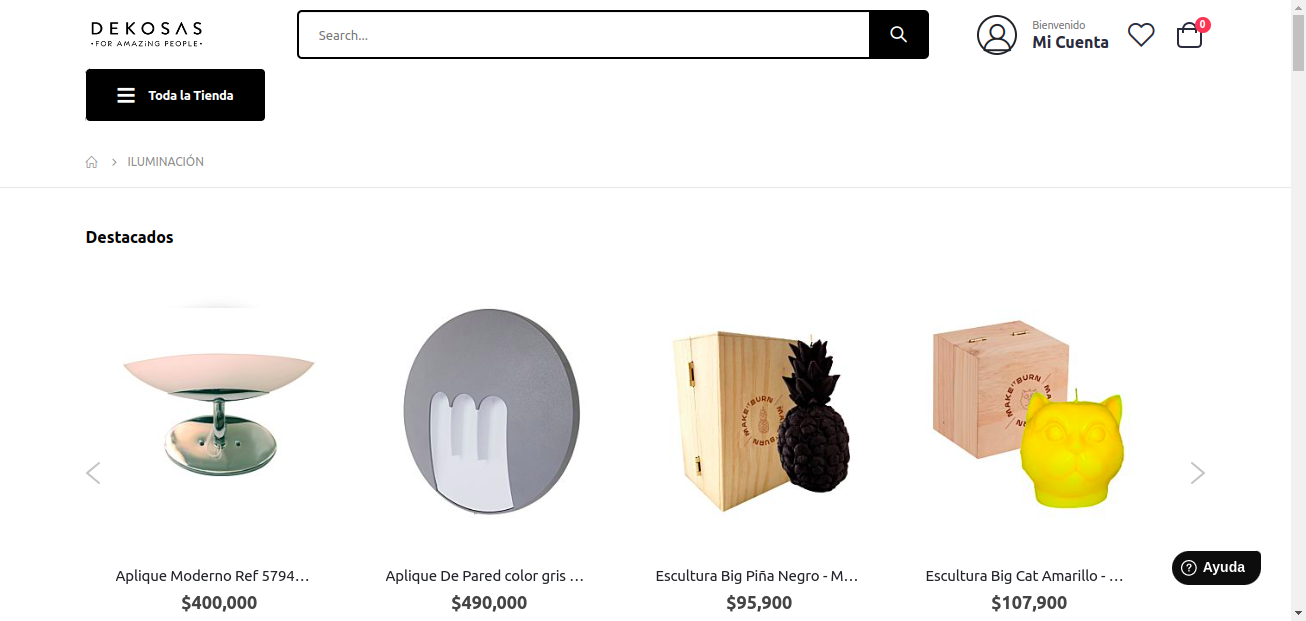 DEKOSAS
•FOR AMAZiNG PEOPLE•
Search...
Bienvenido
Mi Cuenta
0
Toda la Tienda
ILUMINACIÓN
Destacados
MAKE IT BURN
MAKE IT BURN
Aplique Moderno Ref 5794...
$400,000
Aplique De Pared color gris ...
$490,000
Escultura Big Piña Negro - M...
$95,900
Escultura Big Cat Amarillo - ...
$107,900
Ayuda